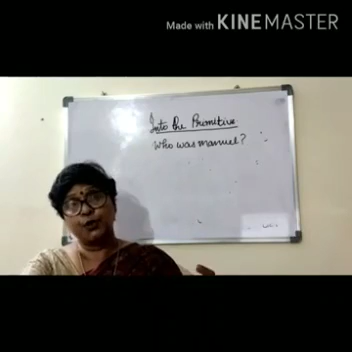 Made with KINEMASTER
Into the Primitive.
Who was manuel?